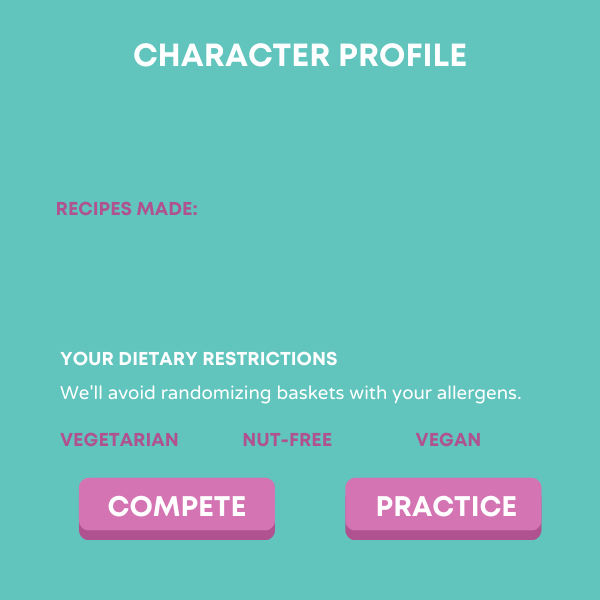 CHARACTER PROFILE
RECIPES MADE:
YOUR DIETARY RESTRICTIONS
We'll avoid randomizing baskets with your allergens.
VEGETARIAN NUT-FREE VEGAN
COMPETE PRACTICE